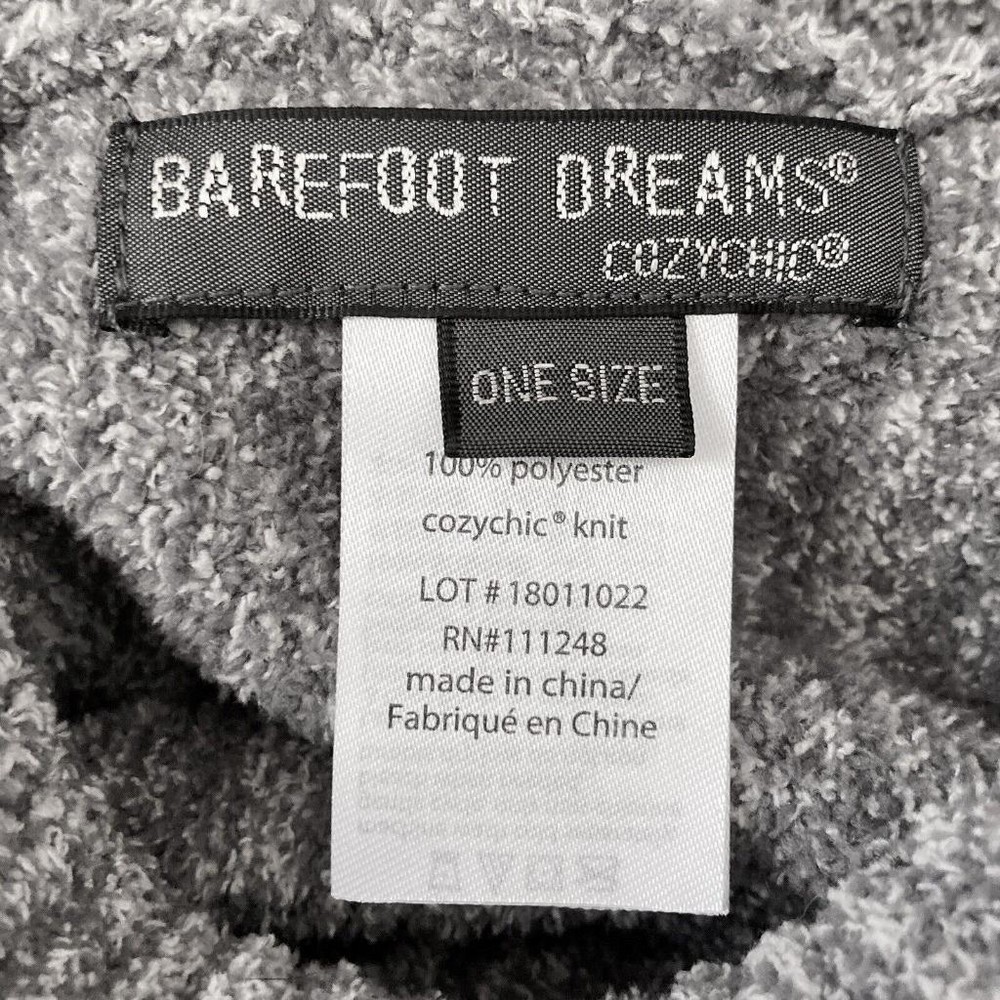 BAREFOOT DREAMS®
COZYCHIC®
ONE SIZE
100% polyester
cozychic® knit
LOT # 18011022
RN#111248
made in china/
Fabriqué en Chine